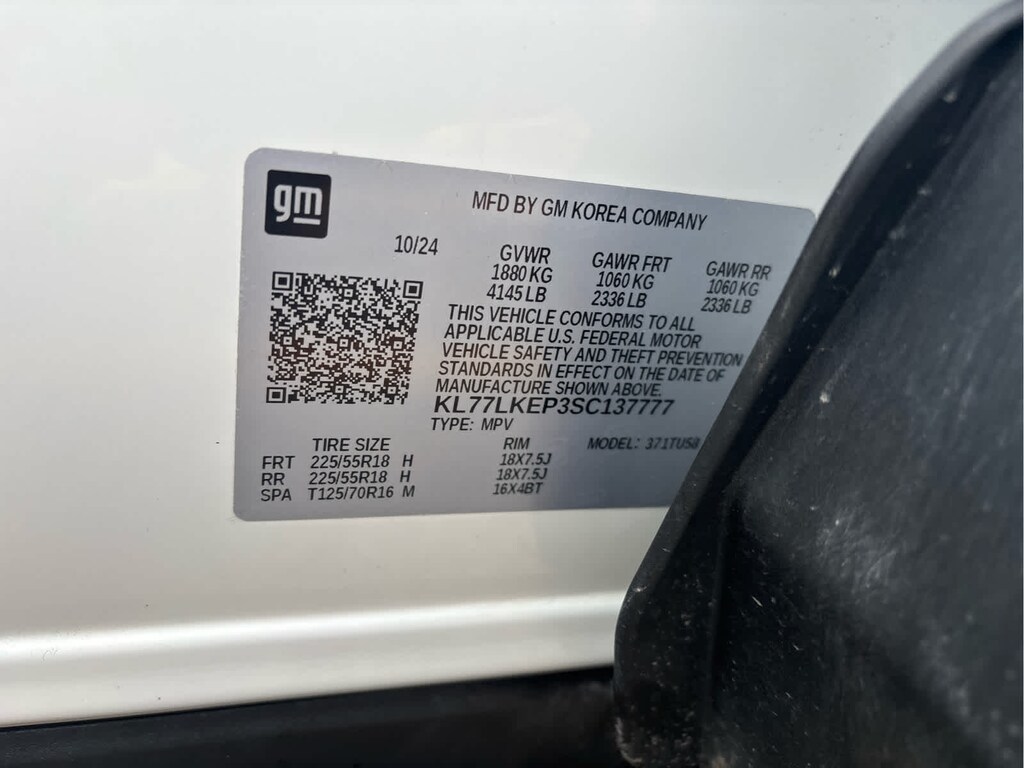 gm
MFD BY GM KOREA COMPANY
10/24
GVWR GAWR FRT GAWR RR
1880 KG 1060 KG 1060 KG
4145 LB 2336 LB 2336 LB
THIS VEHICLE CONFORMS TO ALL
APPLICABLE U.S. FEDERAL MOTOR
VEHICLE SAFETY AND THEFT PREVENTION
STANDARDS IN EFFECT ON THE DATE OF
MANUFACTURE SHOWN ABOVE.
KL77LKEP3SC137777
TYPE: MPV
TIRE SIZE RIM MODEL: 371TU58
FRT 225/55R18 H 18X7.5J
RR 225/55R18 H 18X7.5J
SPA T125/70R16 M 16X4BT